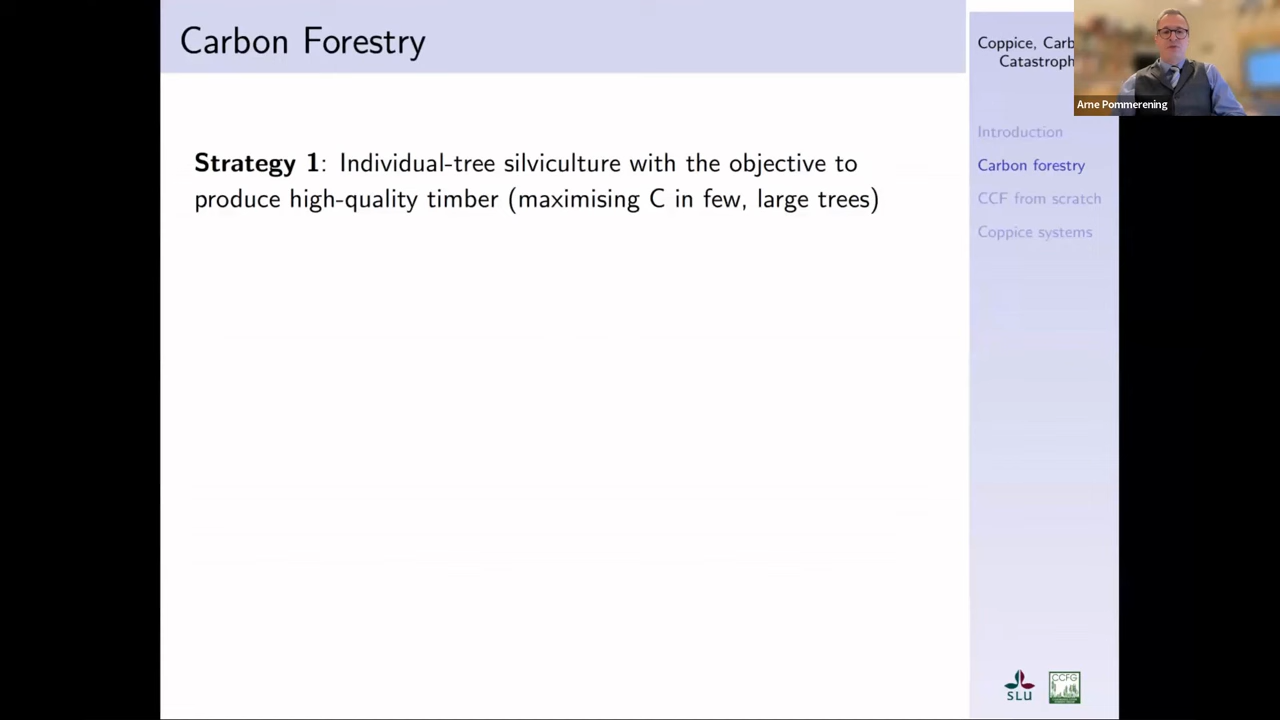 Carbon Forestry
Strategy 1: Individual-tree silviculture with the objective to
produce high-quality timber (maximising C in few, large trees)
Coppice, Carb
Catastroph
Arne Pommerening
Introduction
Carbon forestry
CCF from scratch
Coppice systems
SLU
CCFG